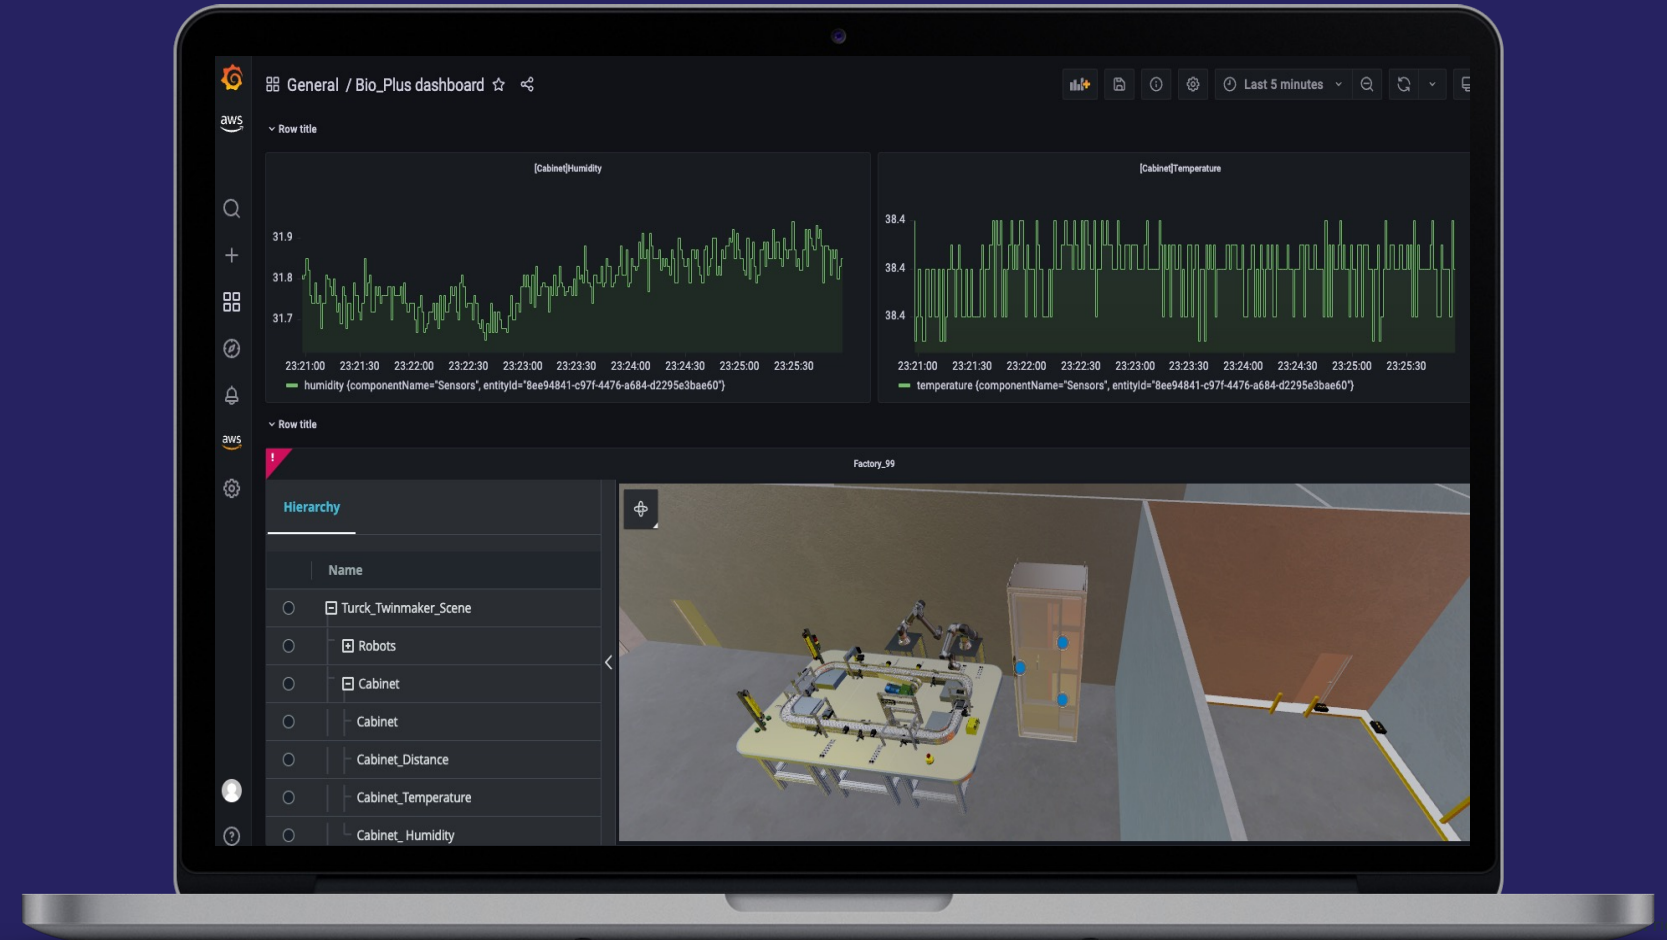 aws
General / Bio_Plus dashboard
Last 5 minutes
Row title
[Cabinet]Humidity
31.9
31.8
31.7
23:21:00 23:21:30 23:22:00 23:22:30 23:23:00 23:23:30 23:24:00 23:24:30 23:25:00 23:25:30
humidity {componentName="Sensors", entityId="8ee94841-c97f-4476-a684-d2295e3bae60"}
[Cabinet]Temperature
38.4
38.4
38.4
23:21:00 23:21:30 23:22:00 23:22:30 23:23:00 23:23:30 23:24:00 23:24:30 23:25:00 23:25:30
temperature {componentName="Sensors", entityId="8ee94841-c97f-4476-a684-d2295e3bae60"}
Row title
aws
!
Factory_99
Hierarchy
Name
Turck_Twinmaker_Scene
Robots
Cabinet
Cabinet
Cabinet_Distance
Cabinet_Temperature
Cabinet_ Humidity